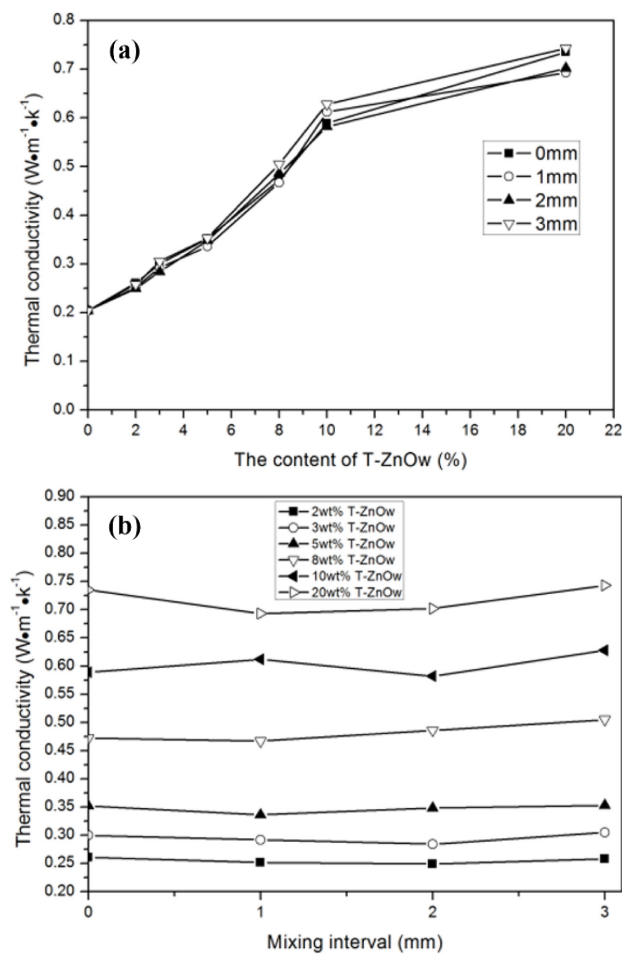 (a)
Thermal conductivity (W•m⁻¹•k⁻¹)
0.8
0.7
0.6
0.5
0.4
0.3
0.2
0.1
0.0
0mm
1mm
2mm
3mm
0 2 4 6 8 10 12 14 16 18 20 22
The content of T-ZnOw (%)
(b)
Thermal conductivity (W•m⁻¹•k⁻¹)
0.90
0.85
0.80
0.75
0.70
0.65
0.60
0.55
0.50
0.45
0.40
0.35
0.30
0.25
0.20
2wt% T-ZnOw
3wt% T-ZnOw
5wt% T-ZnOw
8wt% T-ZnOw
10wt% T-ZnOw
20wt% T-ZnOw
0 1 2 3
Mixing interval (mm)